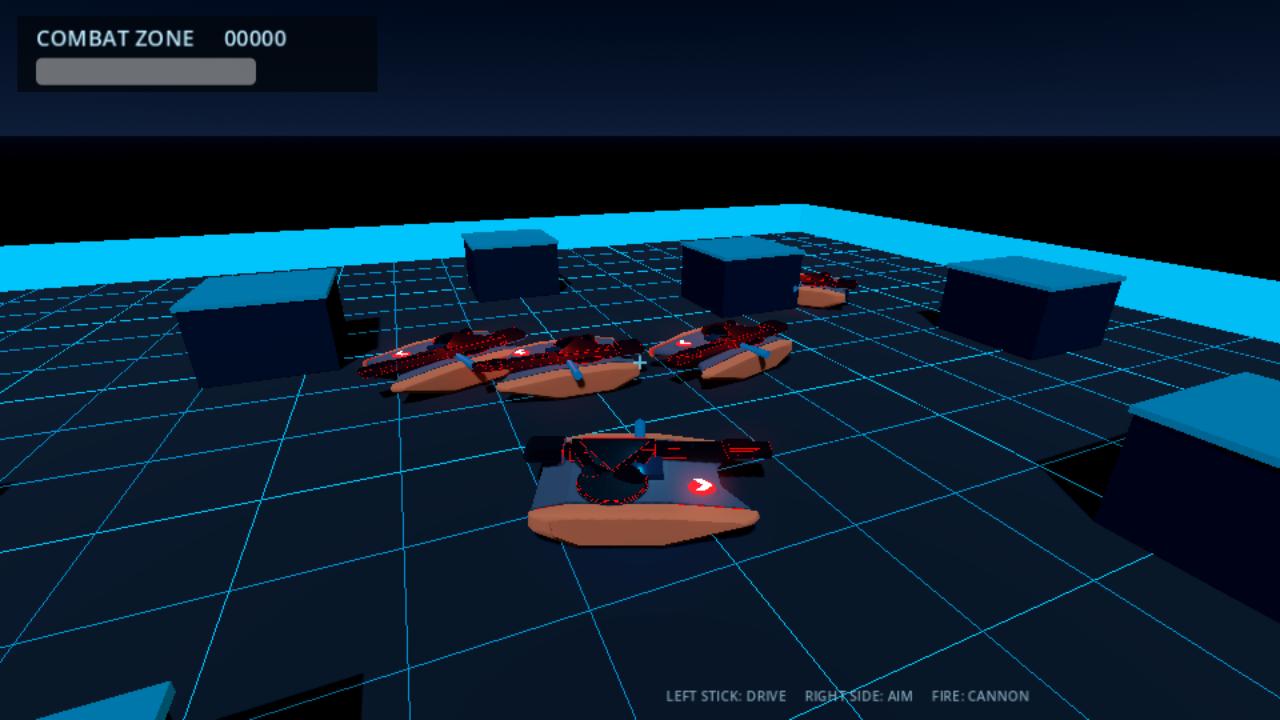 COMBAT ZONE 00000
LEFT STICK: DRIVE RIGHT SIDE: AIM FIRE: CANNON